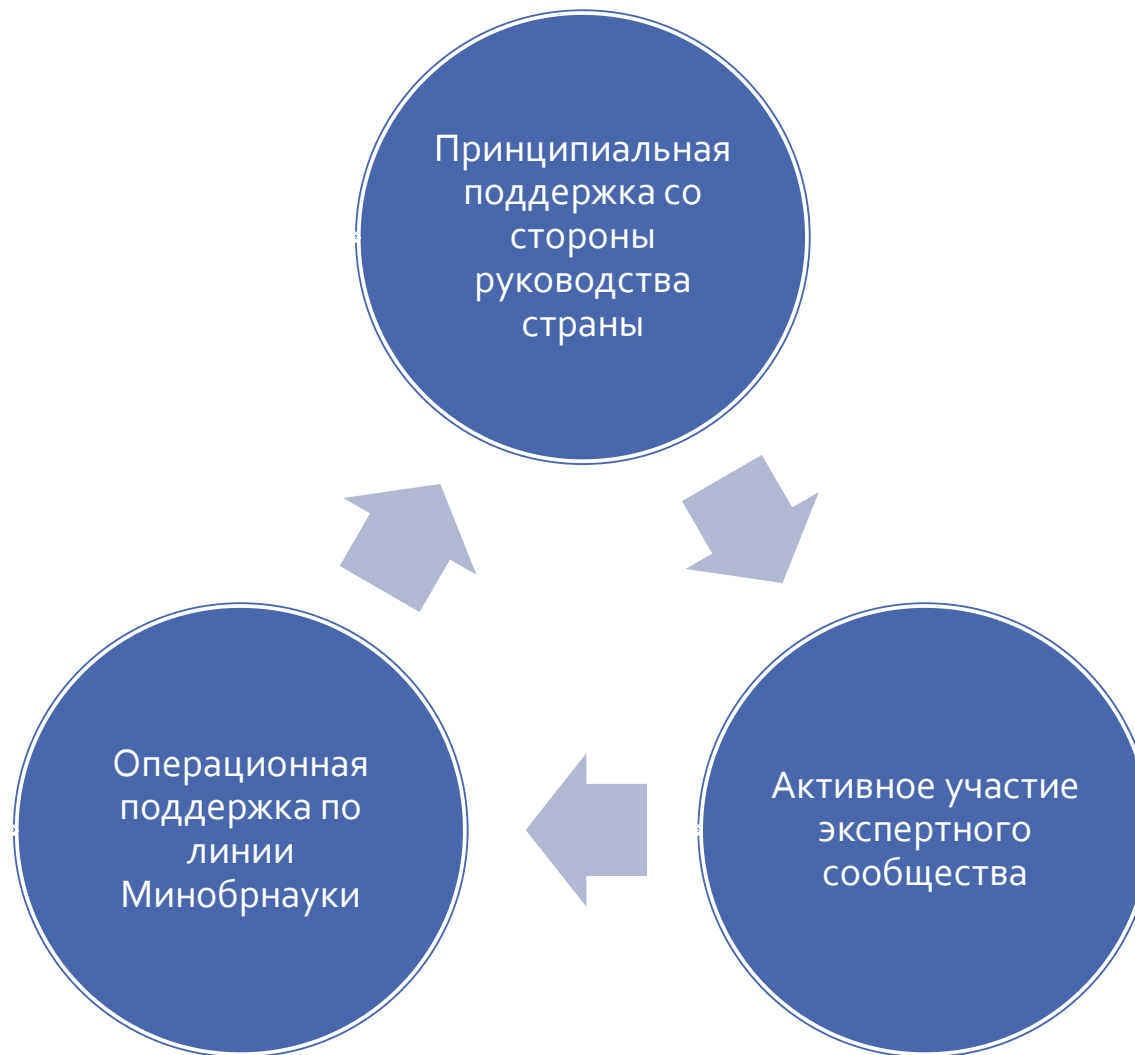 Принципиальная
поддержка со
стороны
руководства
страны
Активное участие
экспертного
сообщества
Операционная
поддержка по
линии
Минобрнауки